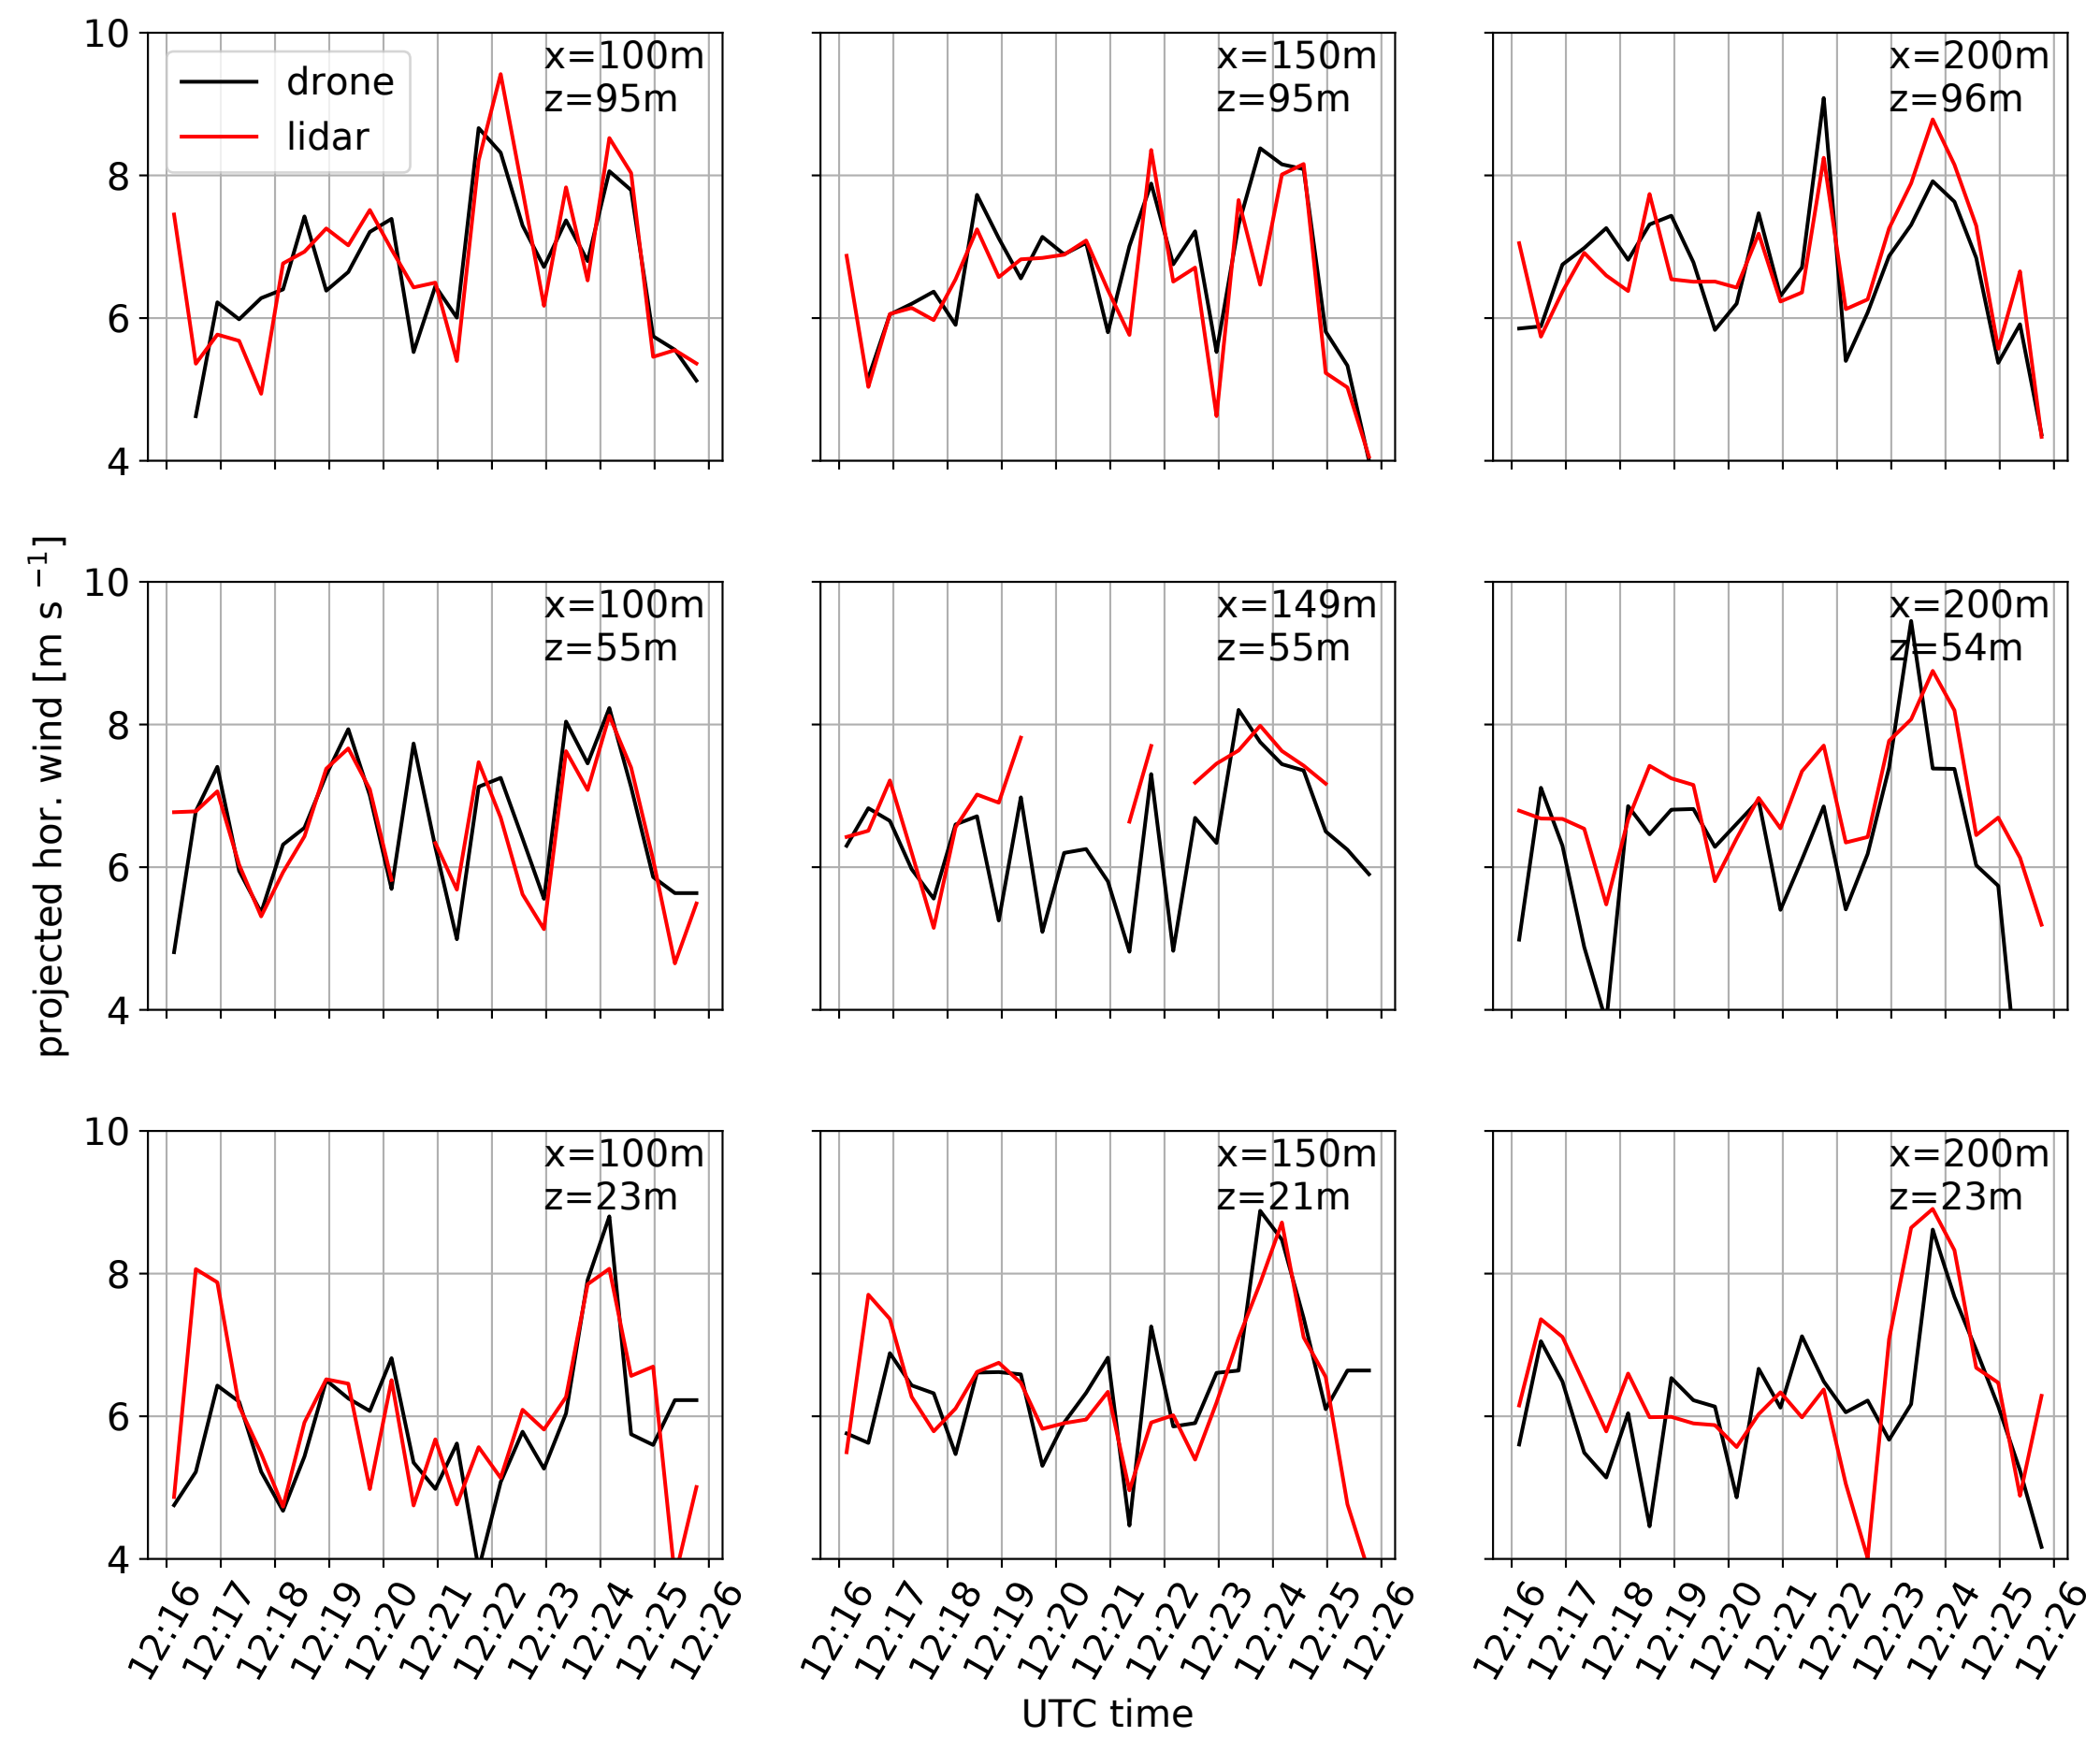 10
8
6
4
drone
lidar
x=100m
z=95m
x=150m
z=95m
x=200m
z=96m
projected hor. wind [m s⁻¹]
10
8
6
4
x=100m
z=55m
x=149m
z=55m
x=200m
z=54m
10
8
6
4
x=100m
z=23m
x=150m
z=21m
x=200m
z=23m
12:16
12:17
12:18
12:19
12:20
12:21
12:22
12:23
12:24
12:25
12:26
12:16
12:17
12:18
12:19
12:20
12:21
12:22
12:23
12:24
12:25
12:26
12:16
12:17
12:18
12:19
12:20
12:21
12:22
12:23
12:24
12:25
12:26
UTC time